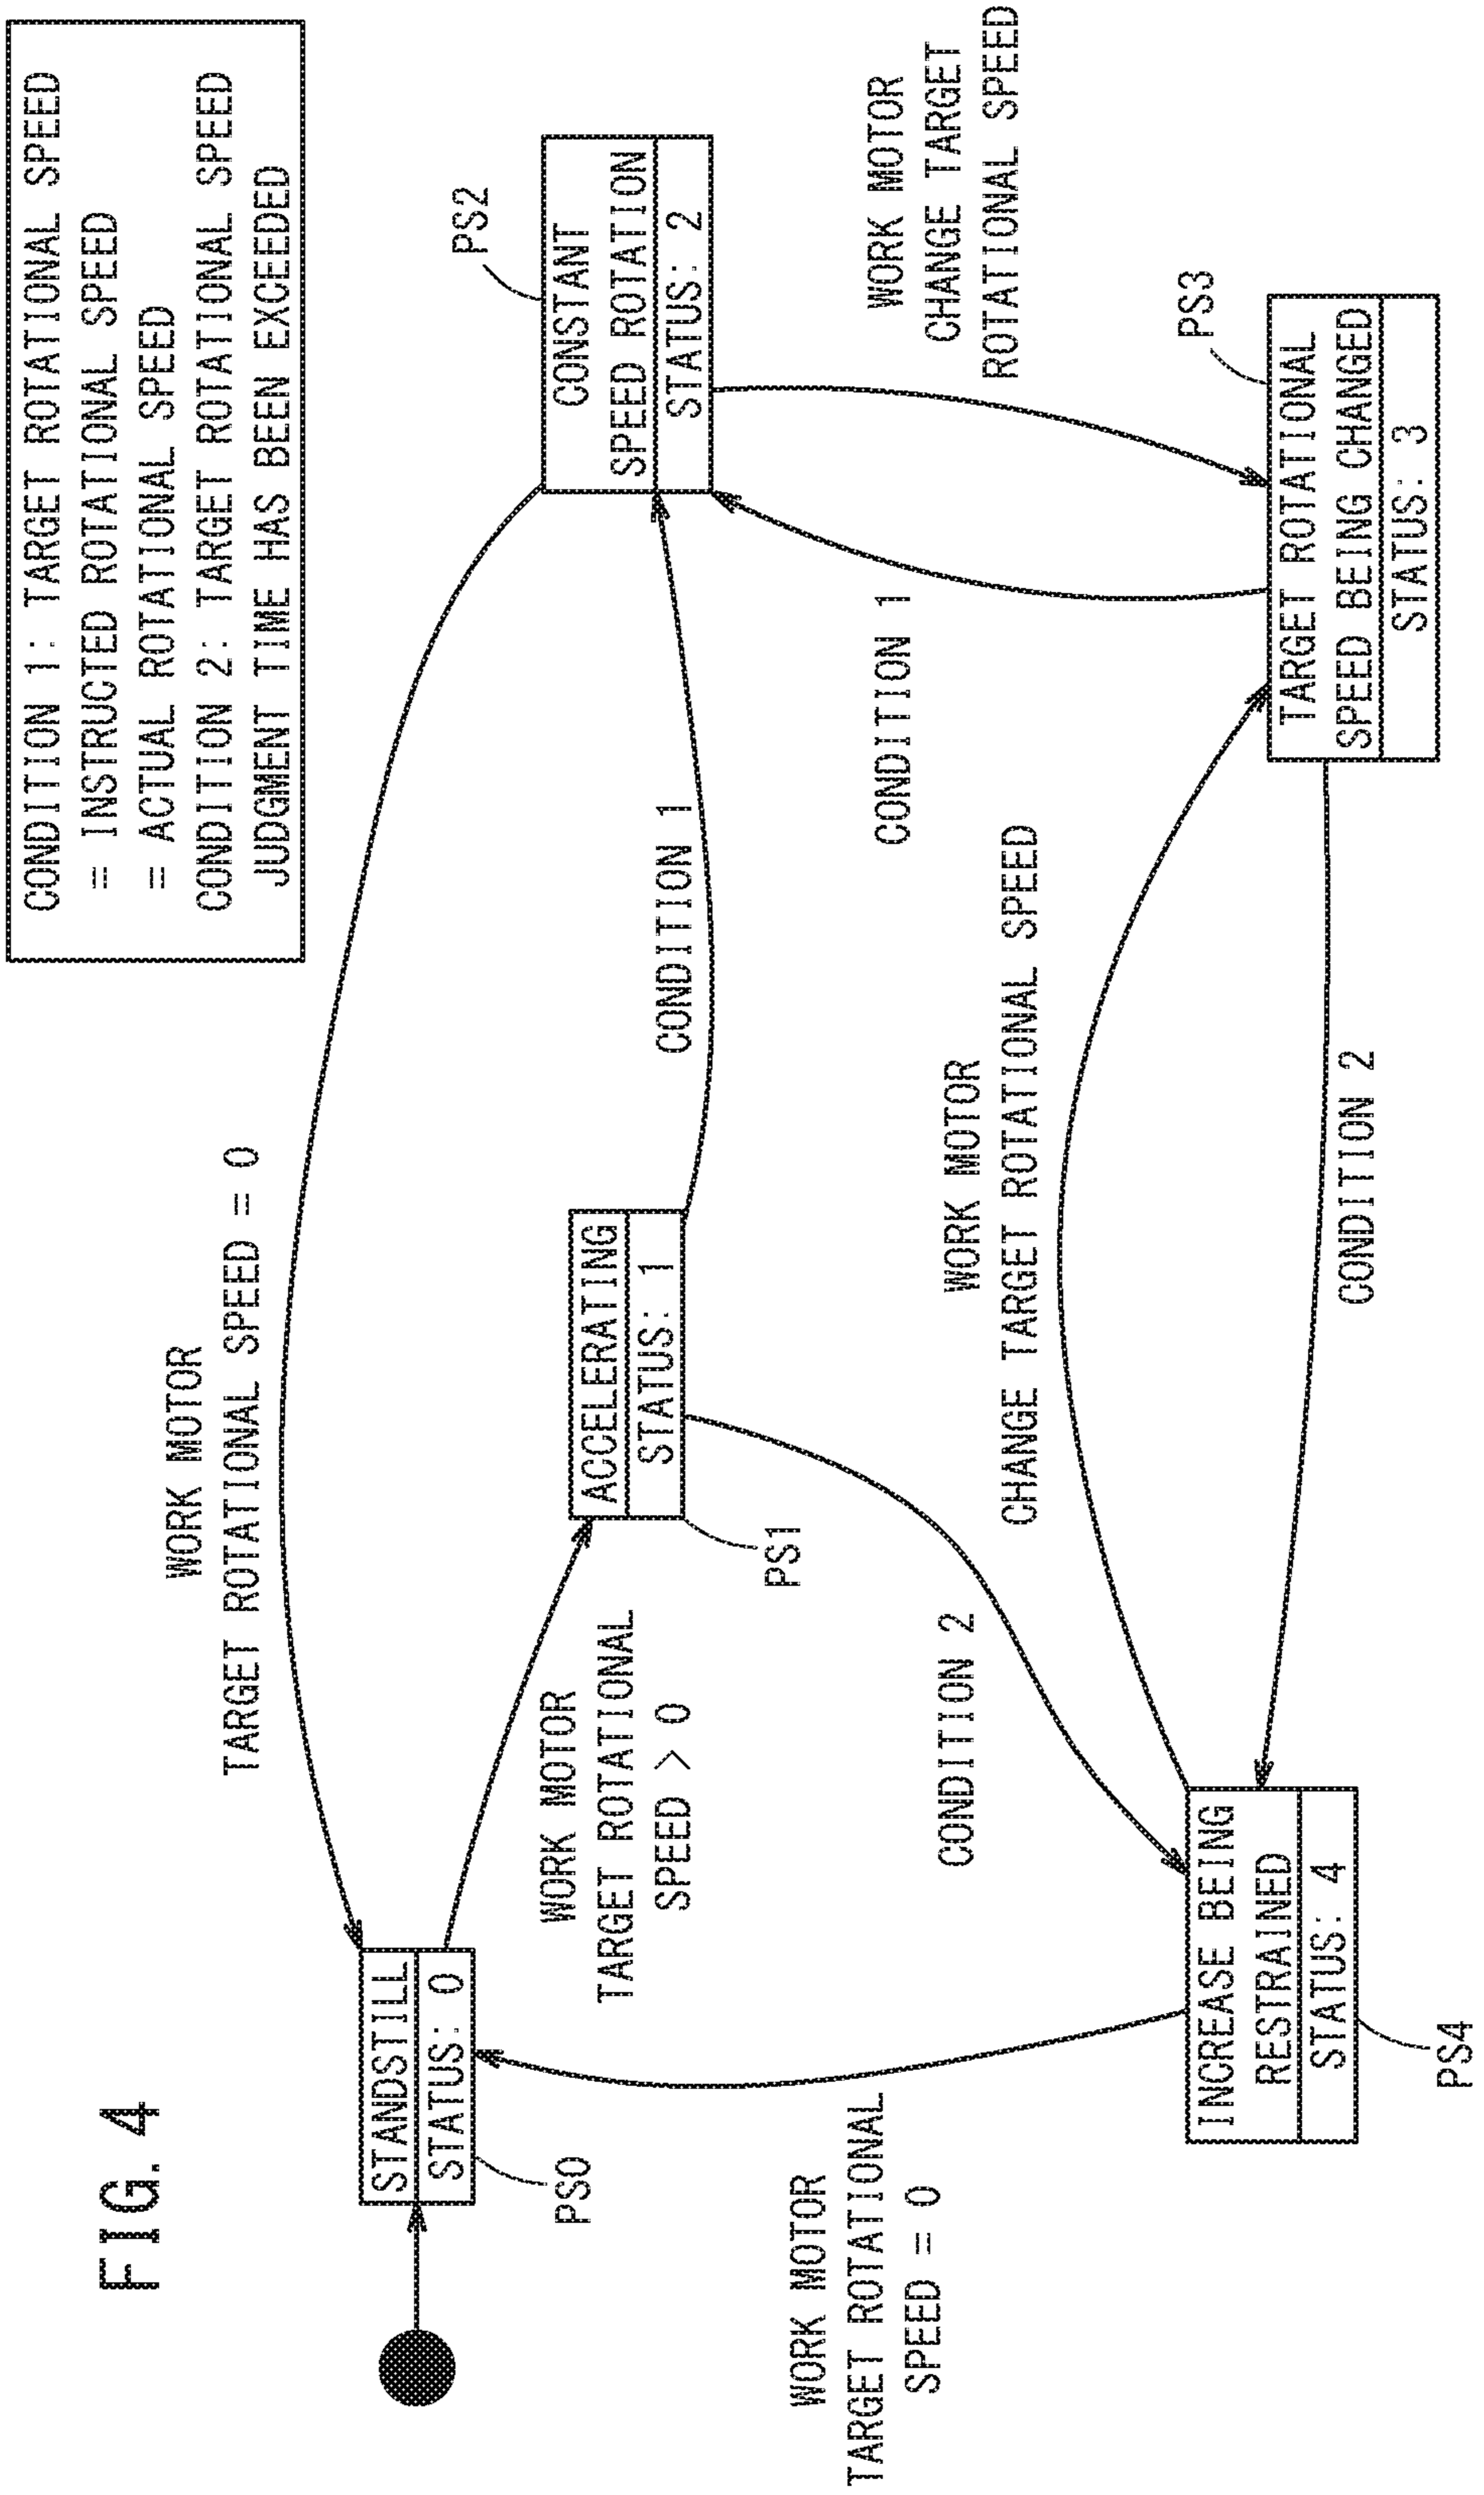 FIG. 4
CONDITION 1: TARGET ROTATIONAL SPEED
= INSTRUCTED ROTATIONAL SPEED
= ACTUAL ROTATIONAL SPEED
CONDITION 2: TARGET ROTATIONAL SPEED
JUDGMENT TIME HAS BEEN EXCEEDED
WORK MOTOR
TARGET ROTATIONAL SPEED = 0
STANDSTILL
STATUS: 0
PS0
WORK MOTOR
TARGET ROTATIONAL
SPEED > 0
ACCELERATING
STATUS: 1
PS1
CONDITION 1
PS2
CONSTANT
SPEED ROTATION
STATUS: 2
WORK MOTOR
TARGET ROTATIONAL
SPEED = 0
CONDITION 2
WORK MOTOR
CHANGE TARGET ROTATIONAL SPEED
CONDITION 1
WORK MOTOR
CHANGE TARGET
ROTATIONAL SPEED
INCREASE BEING
RESTRAINED
STATUS: 4
PS4
CONDITION 2
PS3
TARGET ROTATIONAL
SPEED BEING CHANGED
STATUS: 3